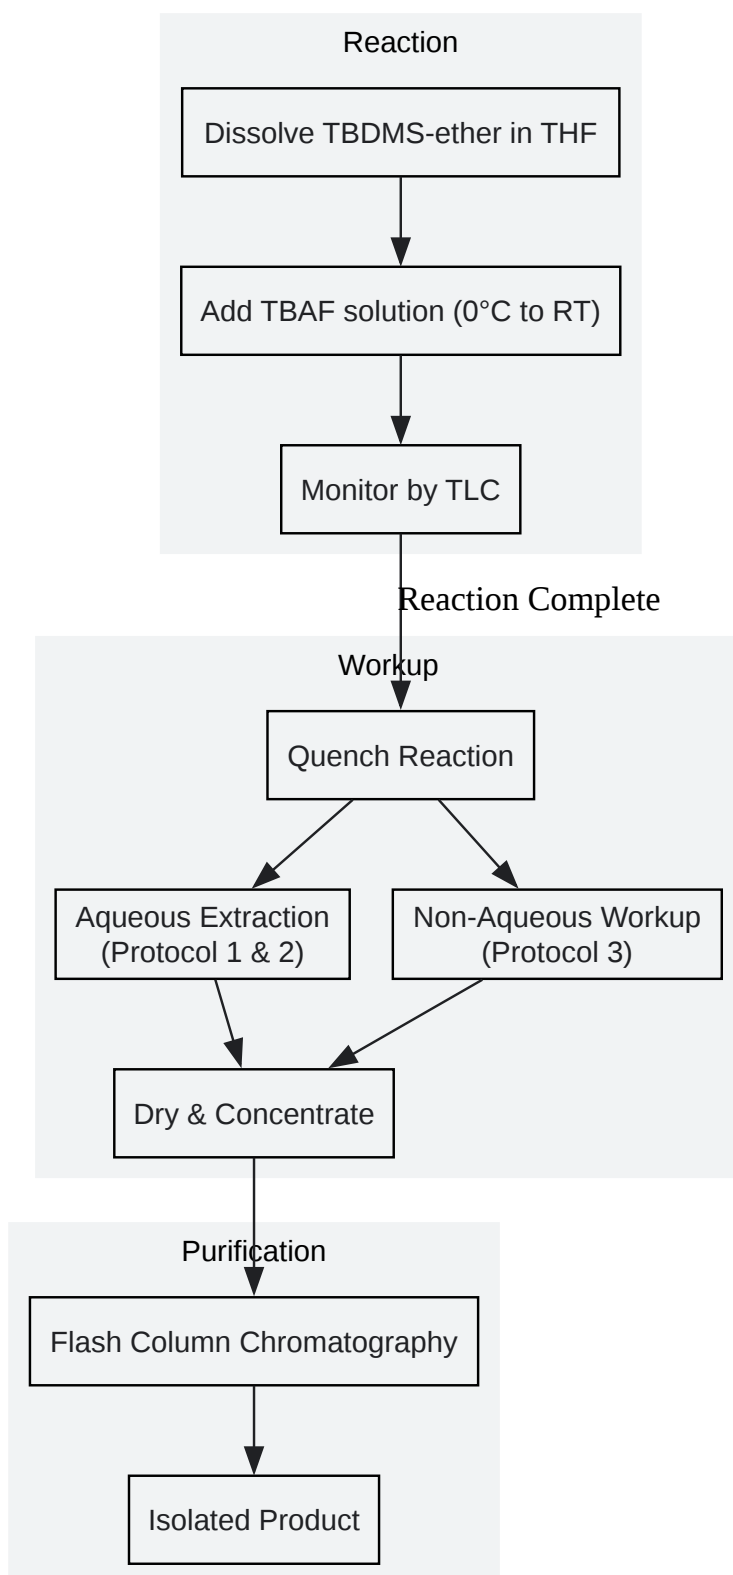 Reaction
Dissolve TBDMS-ether in THF
Add TBAF solution (0°C to RT)
Monitor by TLC
Reaction Complete
Workup
Quench Reaction
Aqueous Extraction
(Protocol 1 & 2)
Non-Aqueous Workup
(Protocol 3)
Dry & Concentrate
Purification
Flash Column Chromatography
Isolated Product